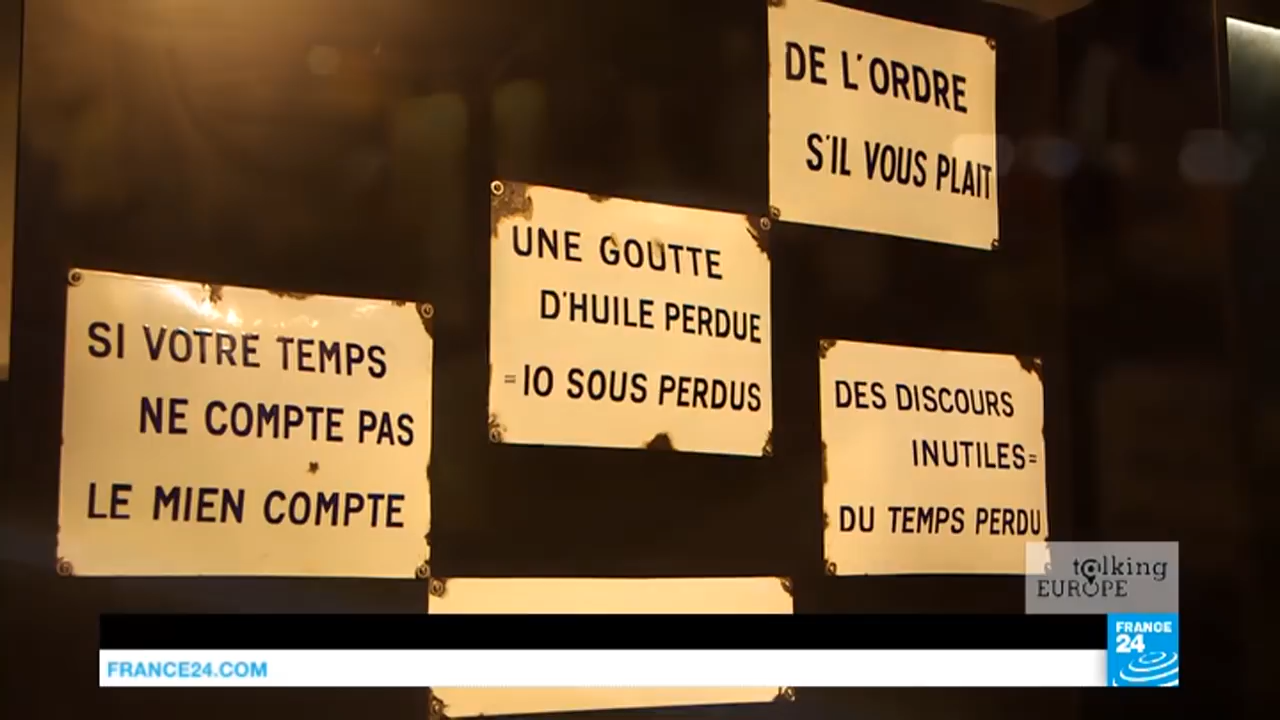 DE L'ORDRE
S'IL VOUS PLAIT
UNE GOUTTE
D'HUILE PERDUE
=10 SOUS PERDUS
SI VOTRE TEMPS
NE COMPTE PAS
LE MIEN COMPTE
DES DISCOURS
INUTILES=
DU TEMPS PERDU
talking
EUROPE
FRANCE
24
FRANCE24.COM